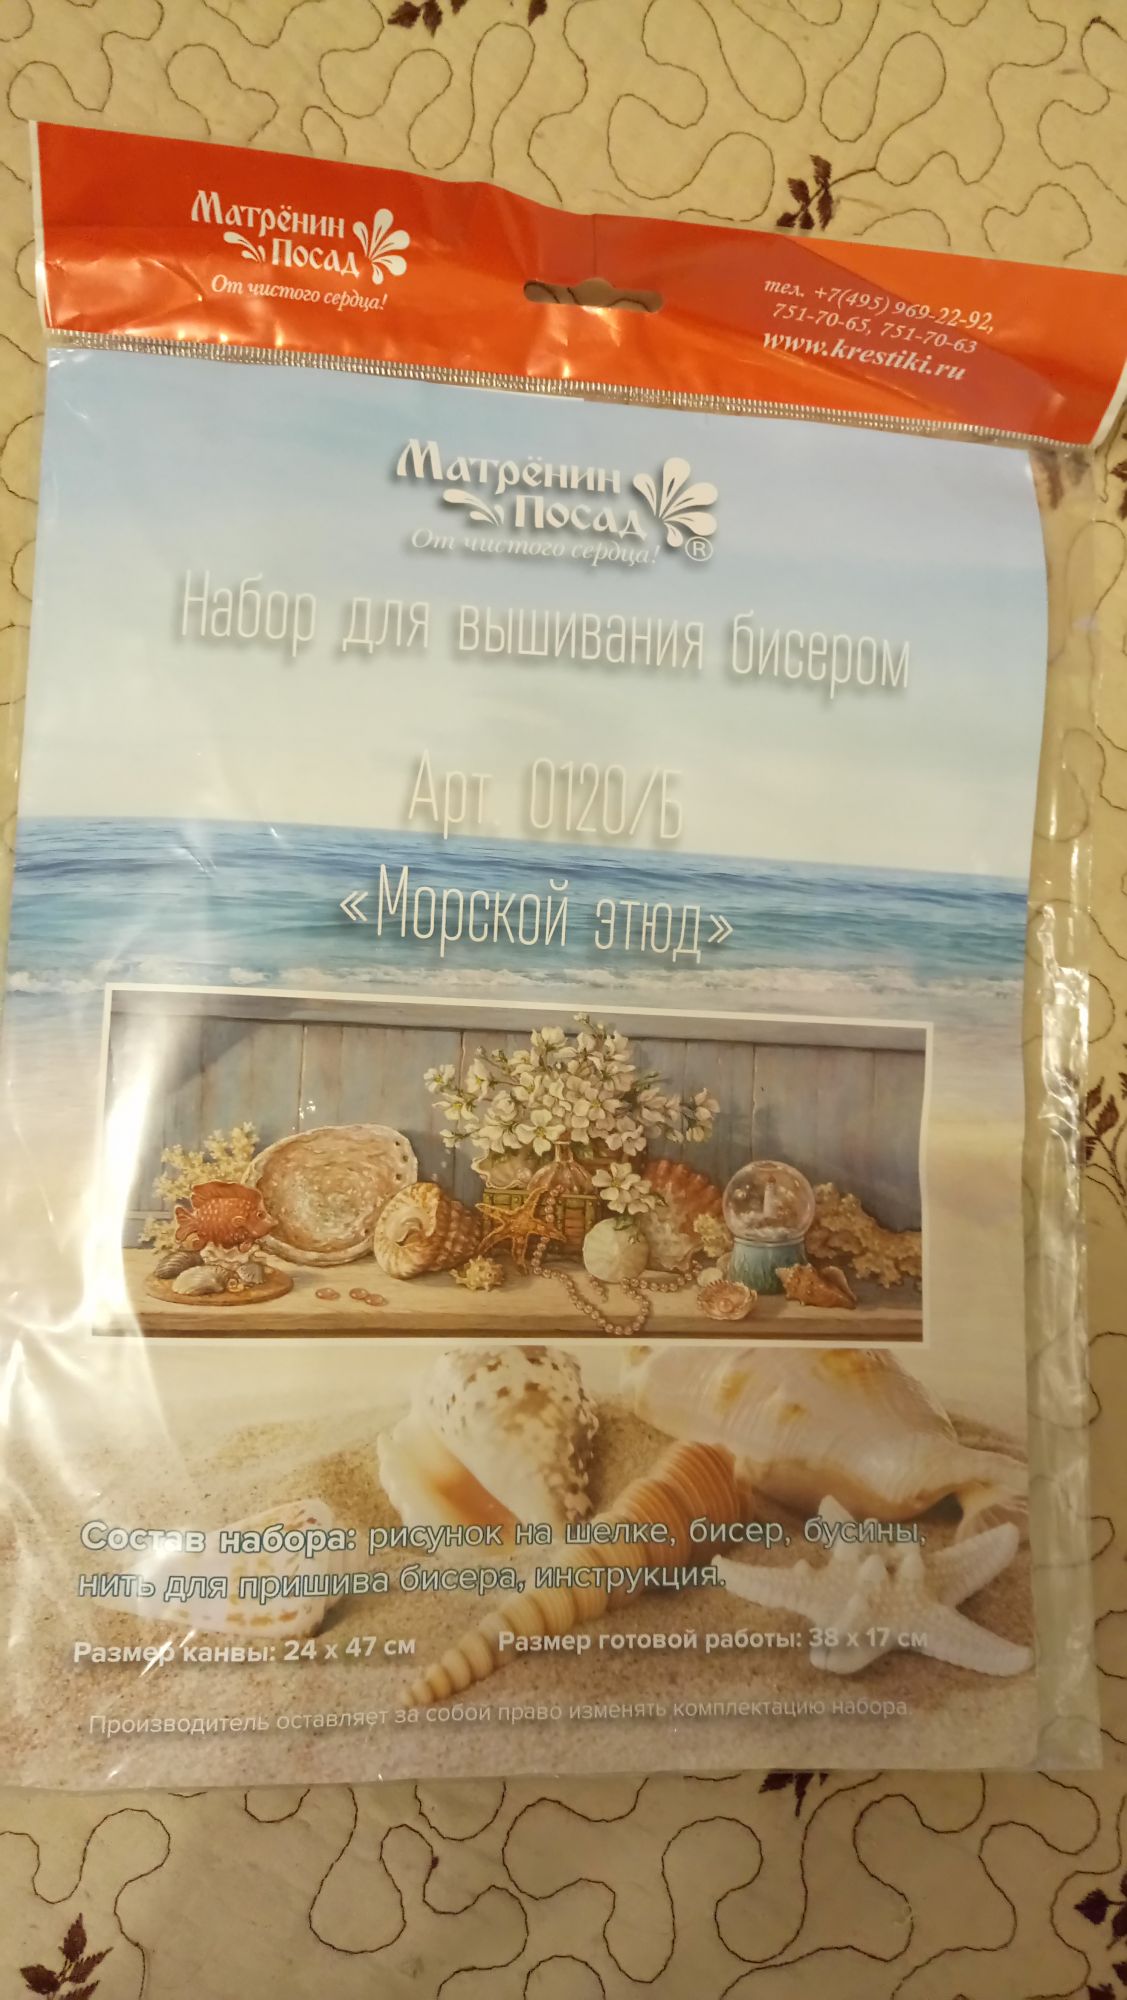 Матрёнин
Посад
От чистого сердца!
тел. +7(495) 969-22-92,
751-70-65, 751-70-63
www.krestiki.ru
Матрёнин
Посад
От чистого сердца!
®
Набор для вышивания бисером
Арт. 0120/Б
«Морской этюд»
Состав набора: рисунок на шелке, бисер, бусины,
нить для пришива бисера, инструкция.
Размер канвы: 24 х 47 см
Размер готовой работы: 38 х 17 см
Производитель оставляет за собой право изменять комплектацию набора.